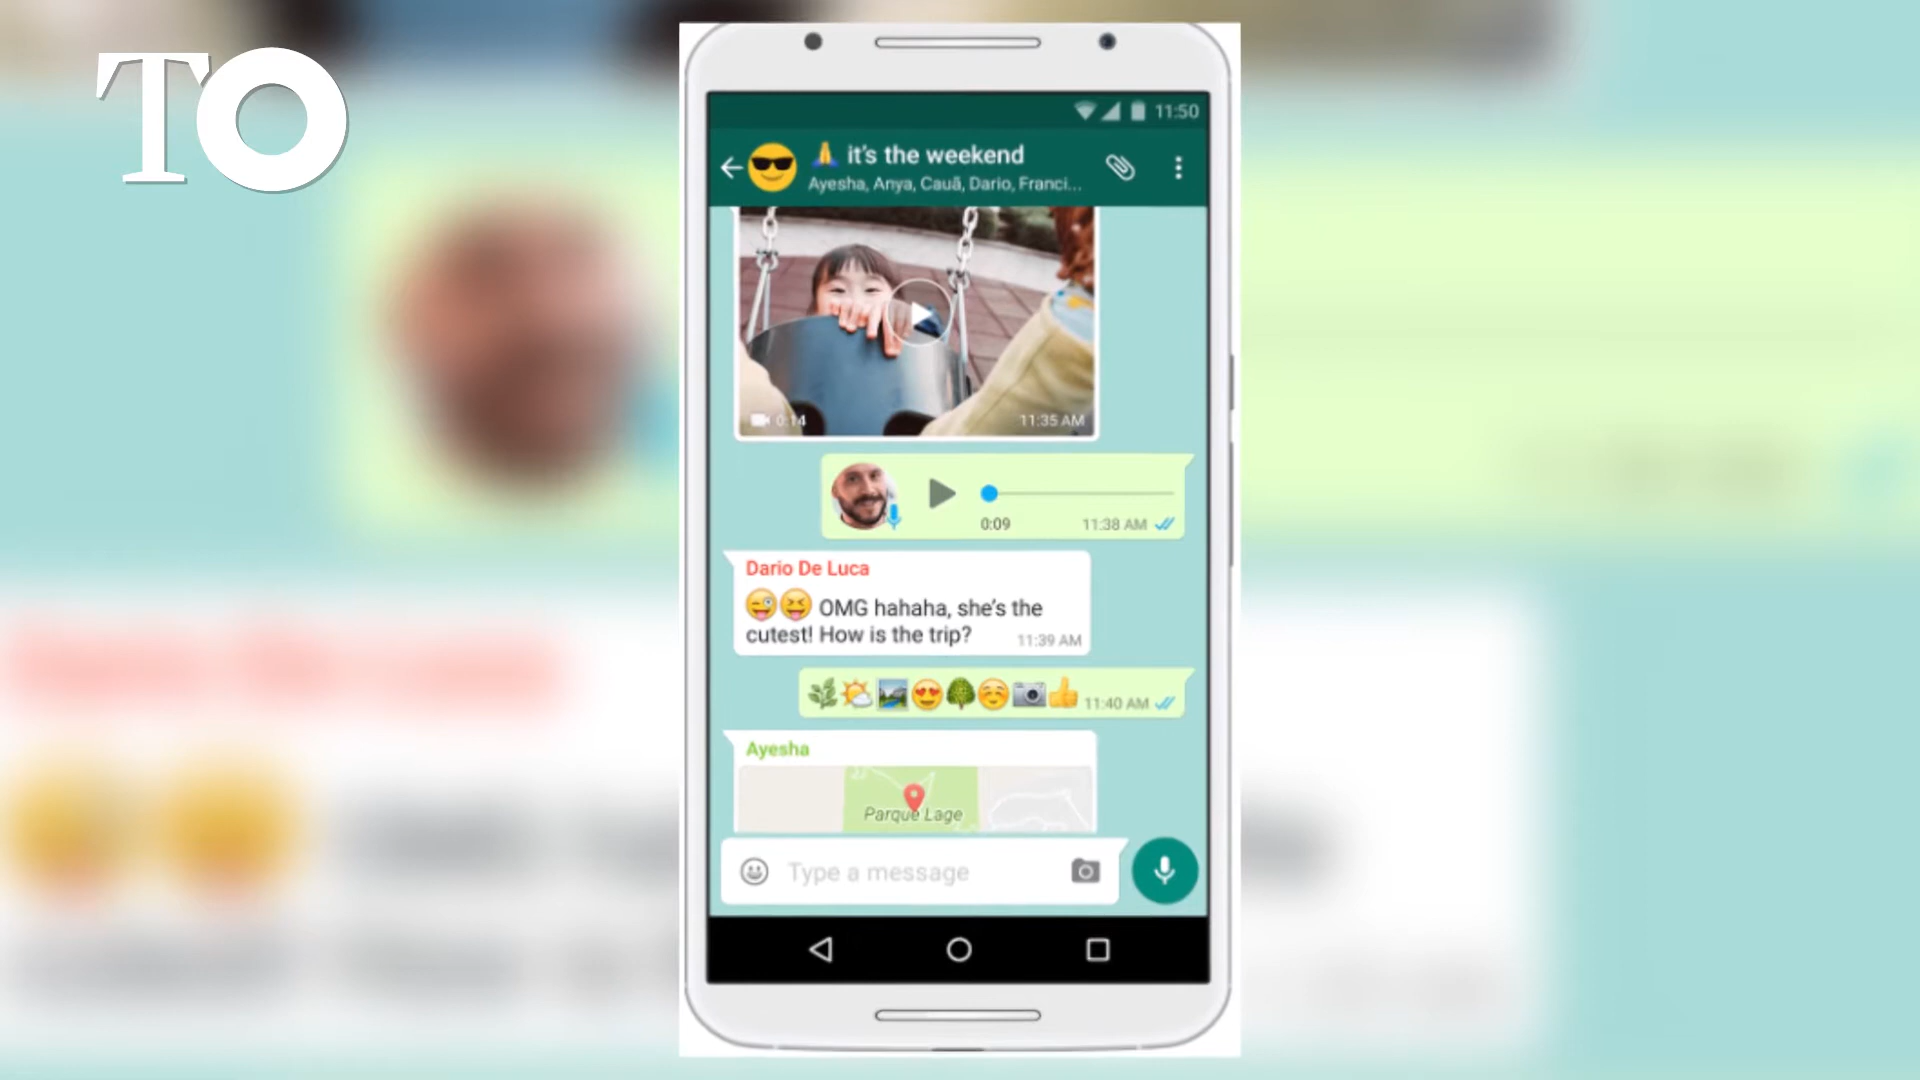 TO
11:50
🙏 it's the weekend
Ayesha, Anya, Cauã, Dario, Franci...
0:14
11:35 AM
0:09
11:38 AM
Dario De Luca
😜😝 OMG hahaha, she's the
cutest! How is the trip?
11:39 AM
🌿🌤🏞😍🌳☺📷👍 11:40 AM
Ayesha
Parque Lage
Type a message